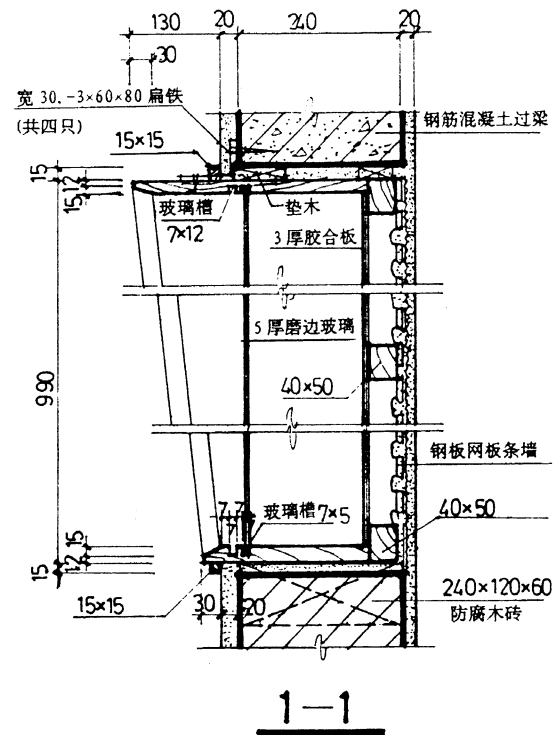 130 20 240 20
30
宽 30.-3×60×80 扁铁
(共四只)
钢筋混凝土过梁
15×15
15
12
15
玻璃槽
7×12
垫木
3 厚胶合板
5 厚磨边玻璃
990
40×50
钢板网板条墙
7 7
玻璃槽 7×5
40×50
15
12
15
15×15
30 20
240×120×60
防腐木砖
1—1